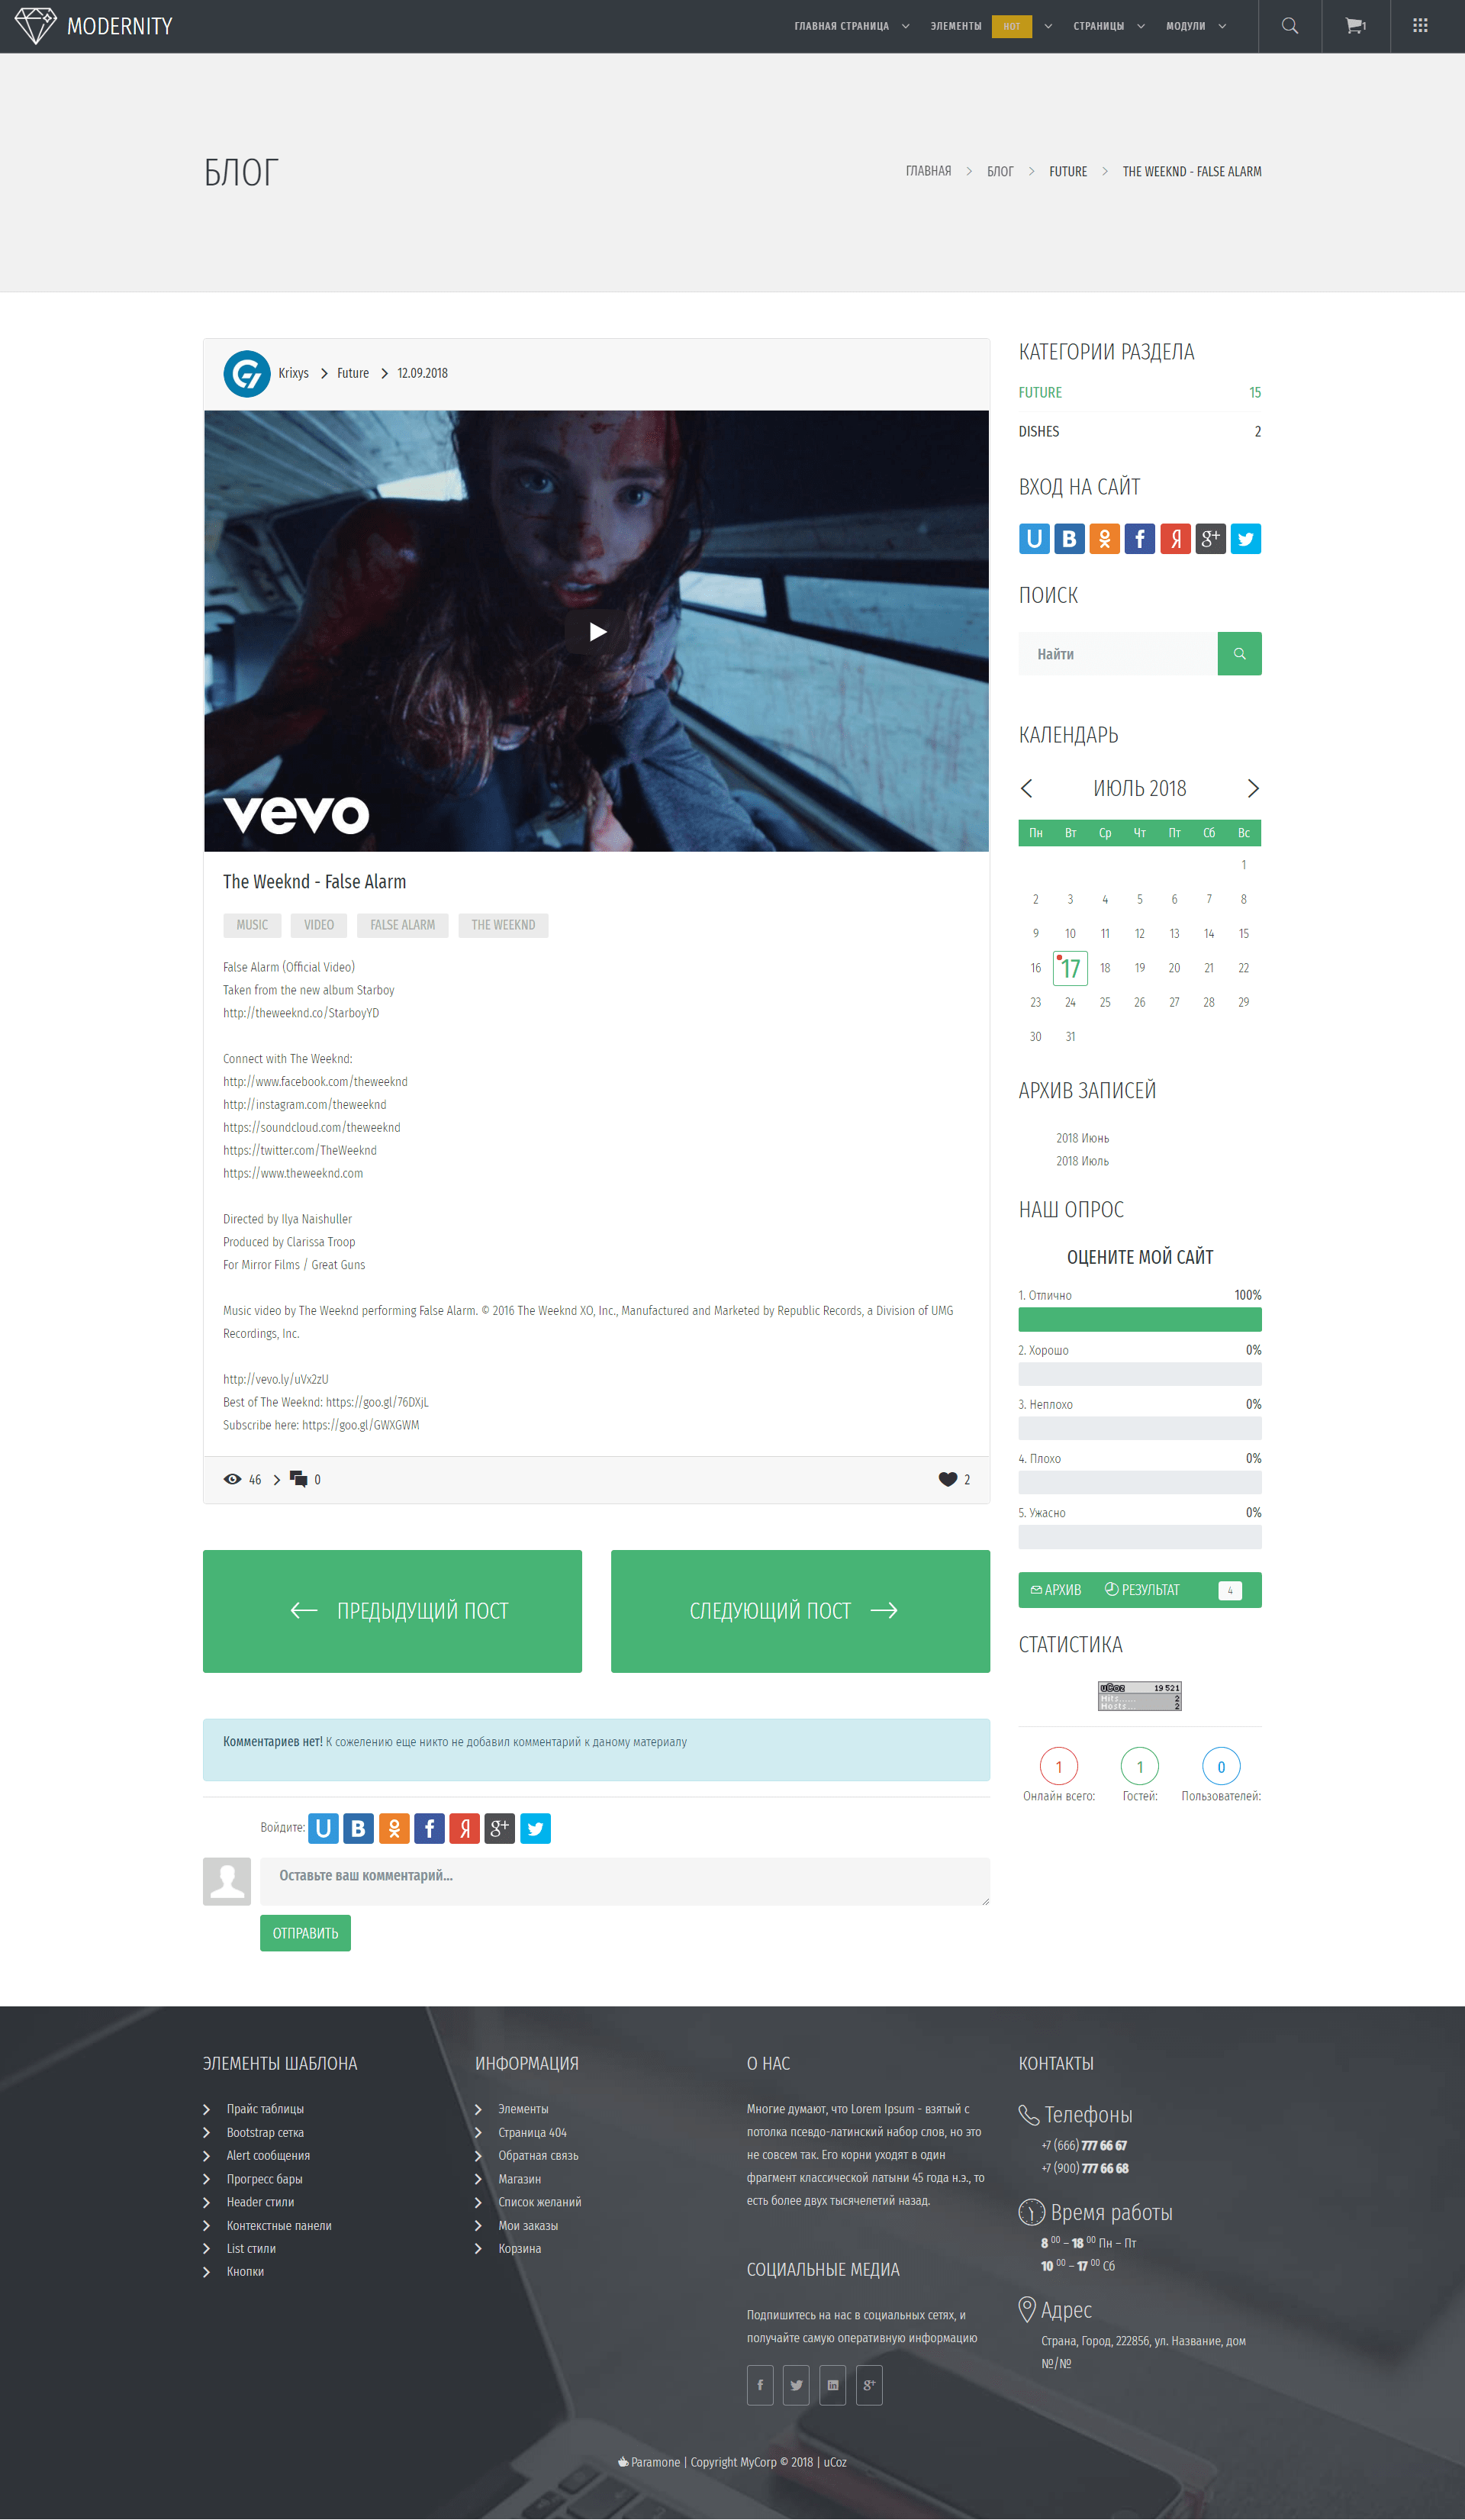 MODERNITY
ГЛАВНАЯ СТРАНИЦА
ЭЛЕМЕНТЫ
HOT
СТРАНИЦЫ
МОДУЛИ
1
БЛОГ
ГЛАВНАЯ
БЛОГ
FUTURE
THE WEEKND - FALSE ALARM
Krixys
Future
12.09.2018
vevo
The Weeknd - False Alarm
MUSIC
VIDEO
FALSE ALARM
THE WEEKND
False Alarm (Official Video)
Taken from the new album Starboy
http://theweeknd.co/StarboyYD
Connect with The Weeknd:
http://www.facebook.com/theweeknd
http://instagram.com/theweeknd
https://soundcloud.com/theweeknd
https://twitter.com/TheWeeknd
https://www.theweeknd.com
Directed by Ilya Naishuller
Produced by Clarissa Troop
For Mirror Films / Great Guns
Music video by The Weeknd performing False Alarm. © 2016 The Weeknd XO, Inc., Manufactured and Marketed by Republic Records, a Division of UMG
Recordings, Inc.
http://vevo.ly/uVx2zU
Best of The Weeknd: https://goo.gl/76DXjL
Subscribe here: https://goo.gl/GWXGWM
46
0
2
ПРЕДЫДУЩИЙ ПОСТ
СЛЕДУЮЩИЙ ПОСТ
Комментариев нет! К сожелению еще никто не добавил комментарий к даному материалу
Войдите:
Оставьте ваш комментарий...
ОТПРАВИТЬ
КАТЕГОРИИ РАЗДЕЛА
FUTURE 15
DISHES 2
ВХОД НА САЙТ
ПОИСК
Найти
КАЛЕНДАРЬ
ИЮЛЬ 2018
Пн Вт Ср Чт Пт Сб Вс
1
2 3 4 5 6 7 8
9 10 11 12 13 14 15
16 17 18 19 20 21 22
23 24 25 26 27 28 29
30 31
АРХИВ ЗАПИСЕЙ
2018 Июнь
2018 Июль
НАШ ОПРОС
ОЦЕНИТЕ МОЙ САЙТ
1. Отлично 100%
2. Хорошо 0%
3. Неплохо 0%
4. Плохо 0%
5. Ужасно 0%
АРХИВ
РЕЗУЛЬТАТ
4
СТАТИСТИКА
uCoz 19 521
Hits...... 2
Hosts... 2
1
Онлайн всего:
1
Гостей:
0
Пользователей:
ЭЛЕМЕНТЫ ШАБЛОНА
Прайс таблицы
Bootstrap сетка
Alert сообщения
Прогресс бары
Header стили
Контекстные панели
List стили
Кнопки
ИНФОРМАЦИЯ
Элементы
Страница 404
Обратная связь
Магазин
Список желаний
Мои заказы
Корзина
О НАС
Многие думают, что Lorem Ipsum - взятый с
потолка псевдо-латинский набор слов, но это
не совсем так. Его корни уходят в один
фрагмент классической латыни 45 года н.э., то
есть более двух тысячелетий назад.
СОЦИАЛЬНЫЕ МЕДИА
Подпишитесь на нас в социальных сетях, и
получайте самую оперативную информацию
КОНТАКТЫ
Телефоны
+7 (666) 777 66 67
+7 (900) 777 66 68
Время работы
8 00 – 18 00 Пн – Пт
10 00 – 17 00 Сб
Адрес
Страна, Город, 222856, ул. Название, дом
№/№
Paramone | Copyright MyCorp © 2018 | uCoz